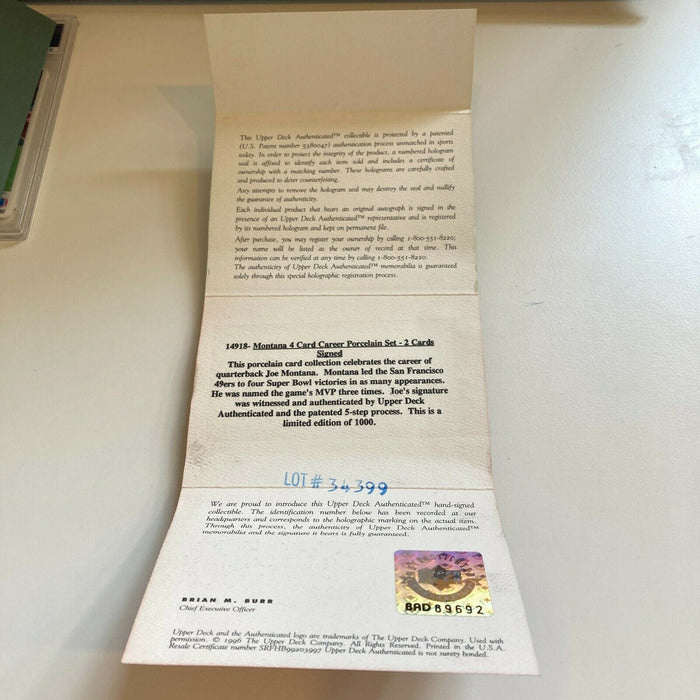 This Upper Deck Authenticated™ collectible is protected by a patented
(U.S. Patent number 5380047) authentication process unmatched in sports
today. In order to protect the integrity of the product, a numbered hologram
seal is affixed to identify each item sold and includes a certificate of
ownership with a matching number. These holograms are carefully crafted
and produced to deter counterfeiting.
Any attempts to remove the hologram seal may destroy the seal and nullify
the guarantee of authenticity.
Each individual product that bears an original autograph is signed in the
presence of an Upper Deck Authenticated™ representative and is registered
by its numbered hologram and kept on permanent file.
After purchase, you may register your ownership by calling 1-800-551-8220;
your name will be listed as the owner of record at that time. This
information can be verified at any time by calling 1-800-551-8220.
The authenticity of Upper Deck Authenticated™ memorabilia is guaranteed
solely through this special holographic registration process.
14918- Montana 4 Card Career Porcelain Set - 2 Cards
Signed
This porcelain card collection celebrates the career of
quarterback Joe Montana. Montana led the San Francisco
49ers to four Super Bowl victories in as many appearances.
He was named the game's MVP three times. Joe's signature
was witnessed and authenticated by Upper Deck
Authenticated and the patented 5-step process. This is a
limited edition of 1000.
LOT # 34399
We are proud to introduce this Upper Deck Authenticated™ hand-signed
collectible. The identification number below has been recorded at our
headquarters and corresponds to the holographic marking on the actual item.
Through this process, the authenticity of Upper Deck Authenticated™
memorabilia and the signature it bears is fully guaranteed.
BAD89692
BRIAN M. BURR
Chief Executive Officer
Upper Deck and the Authenticated logo are trademarks of The Upper Deck Company. Used with
permission. © 1996 The Upper Deck Company. All Rights Reserved. Printed in the U.S.A.
Resale Certificate number SRFHB99203997 Upper Deck Authenticated is not surety bonded.